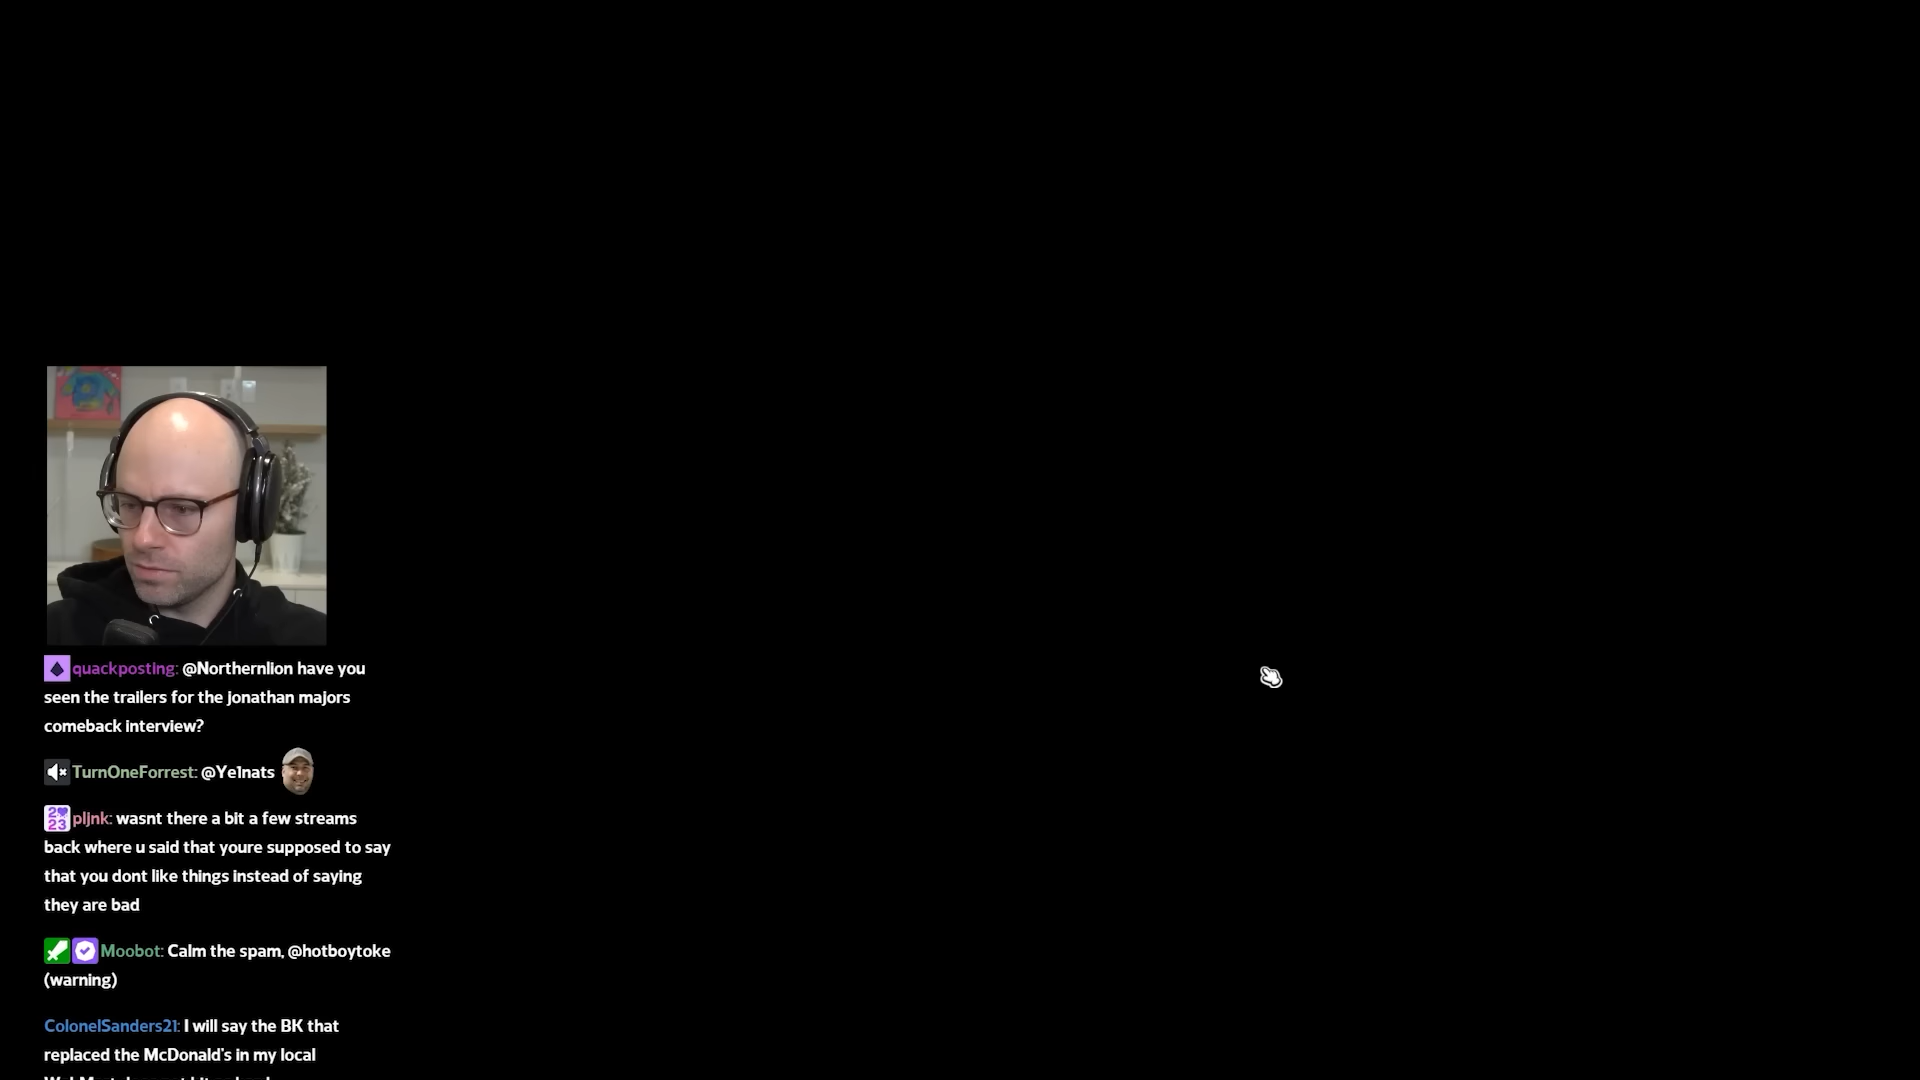 quackposting: @Northernlion have you
seen the trailers for the jonathan majors
comeback interview?
TurnOneForrest: @Ye1nats
2023
pljnk: wasnt there a bit a few streams
back where u said that youre supposed to say
that you dont like things instead of saying
they are bad
Moobot: Calm the spam, @hotboytoke
(warning)
ColonelSanders21: I will say the BK that
replaced the McDonald's in my local